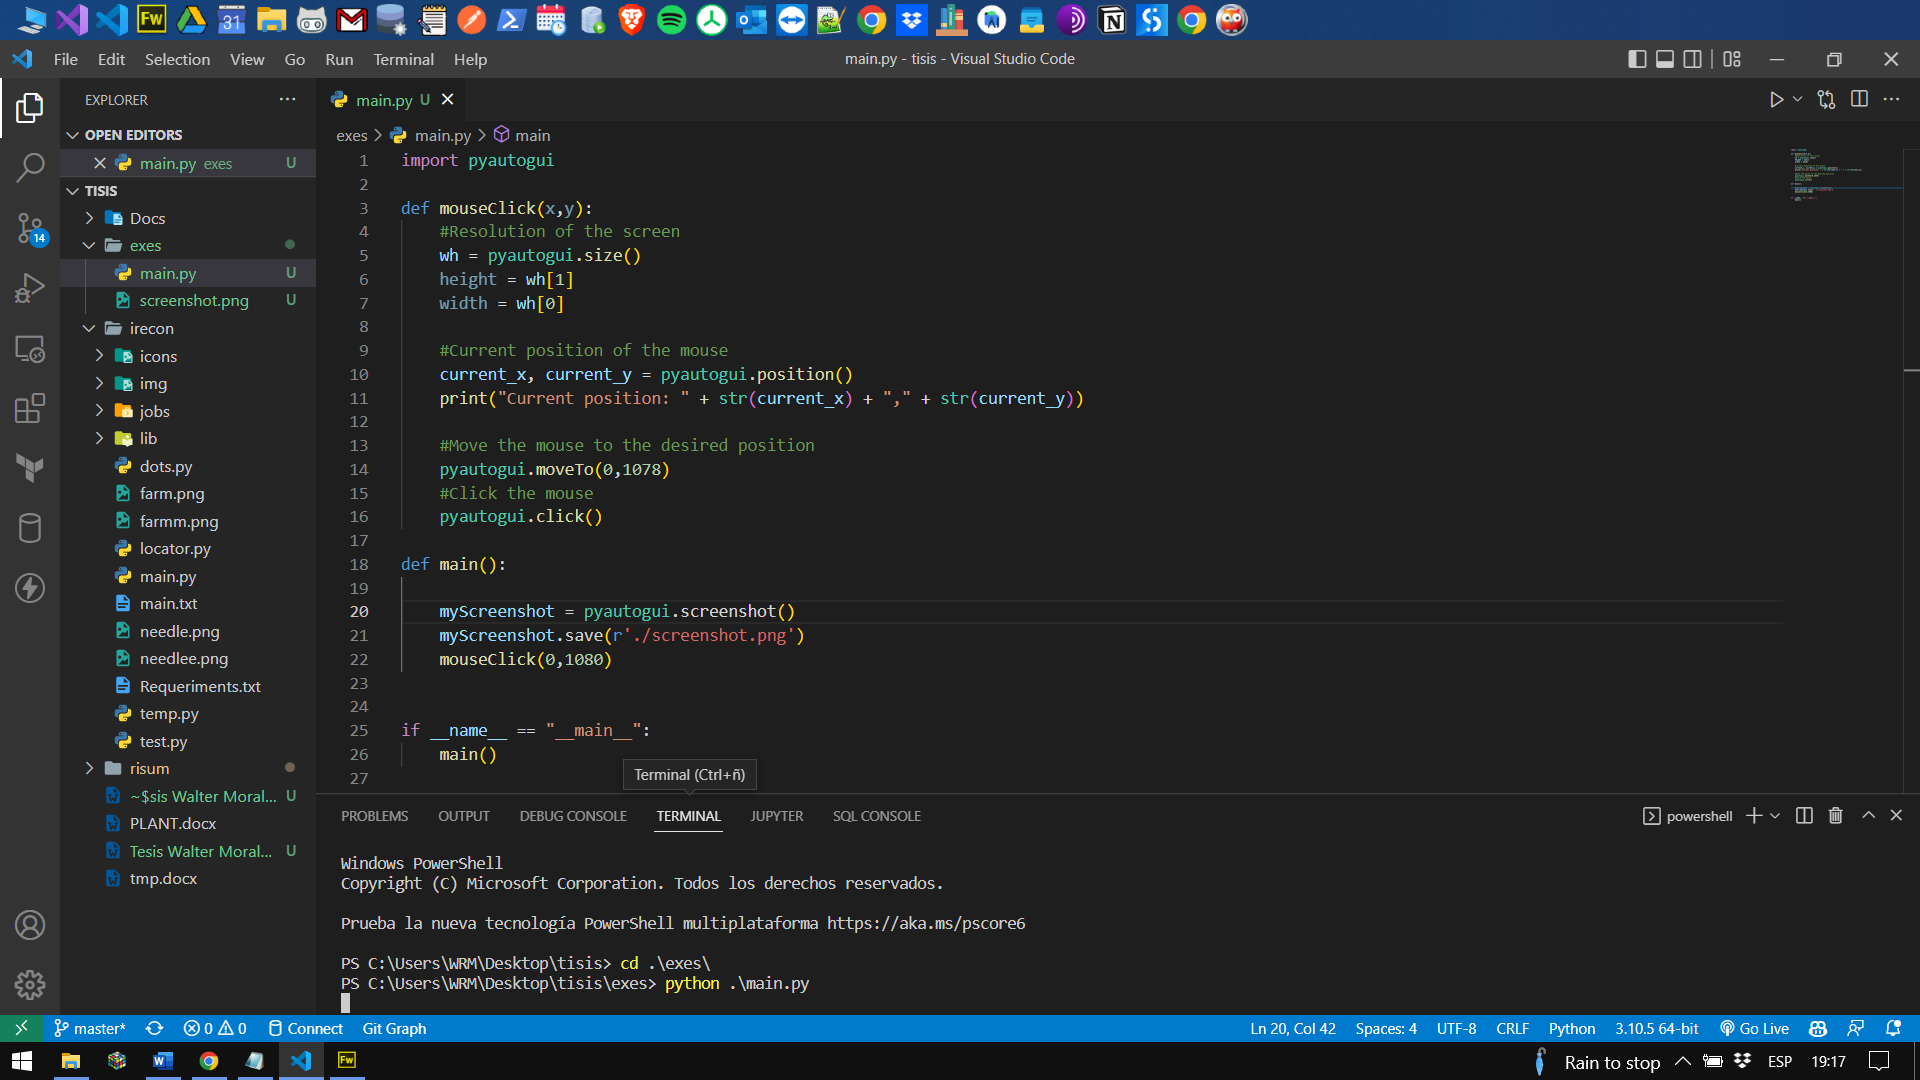 Fw
31
File Edit Selection View Go Run Terminal Help
main.py - tisis - Visual Studio Code
EXPLORER
main.py U
OPEN EDITORS
exes main.py main
main.py exes U
TISIS
Docs
exes
main.py U
screenshot.png U
irecon
icons
img
jobs
lib
dots.py
farm.png
farmm.png
locator.py
main.py
main.txt
needle.png
needlee.png
Requeriments.txt
temp.py
test.py
risum
~$sis Walter Moral... U
PLANT.docx
Tesis Walter Moral... U
tmp.docx
14
1 import pyautogui
2
3 def mouseClick(x,y):
4 #Resolution of the screen
5 wh = pyautogui.size()
6 height = wh[1]
7 width = wh[0]
8
9 #Current position of the mouse
10 current_x, current_y = pyautogui.position()
11 print("Current position: " + str(current_x) + "," + str(current_y))
12
13 #Move the mouse to the desired position
14 pyautogui.moveTo(0,1078)
15 #Click the mouse
16 pyautogui.click()
17
18 def main():
19
20 myScreenshot = pyautogui.screenshot()
21 myScreenshot.save(r'./screenshot.png')
22 mouseClick(0,1080)
23
24
25 if __name__ == "__main__":
26 main()
27
Terminal (Ctrl+ñ)
PROBLEMS OUTPUT DEBUG CONSOLE TERMINAL JUPYTER SQL CONSOLE
powershell
Windows PowerShell
Copyright (C) Microsoft Corporation. Todos los derechos reservados.
Prueba la nueva tecnología PowerShell multiplataforma https://aka.ms/pscore6
PS C:\Users\WRM\Desktop\tisis> cd .\exes\
PS C:\Users\WRM\Desktop\tisis\exes> python .\main.py
master* 0 0 Connect Git Graph
Ln 20, Col 42 Spaces: 4 UTF-8 CRLF Python 3.10.5 64-bit Go Live
Fw
Rain to stop ESP 19:17